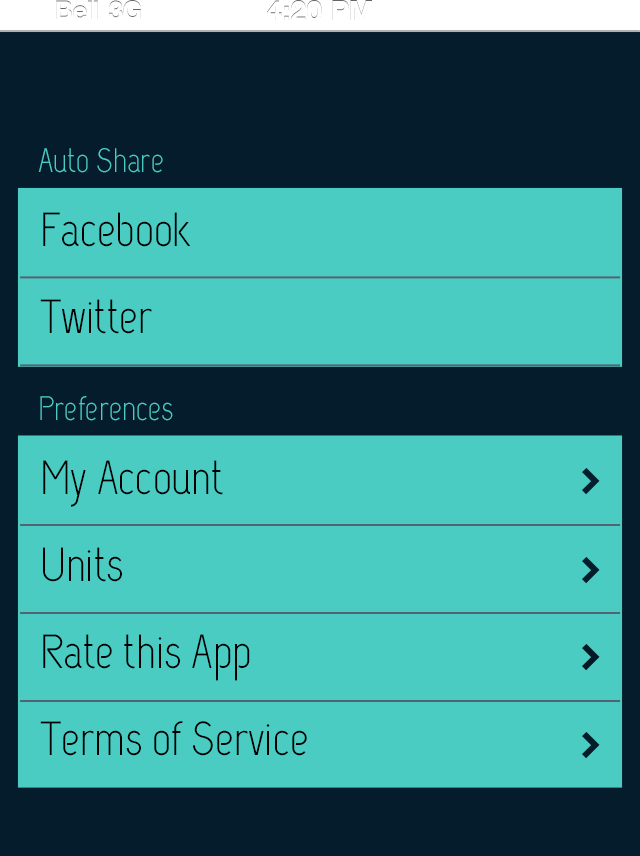 Bell 3G 4:20 PM
Auto Share
Facebook
Twitter
Preferences
My Account
Units
Rate this App
Terms of Service